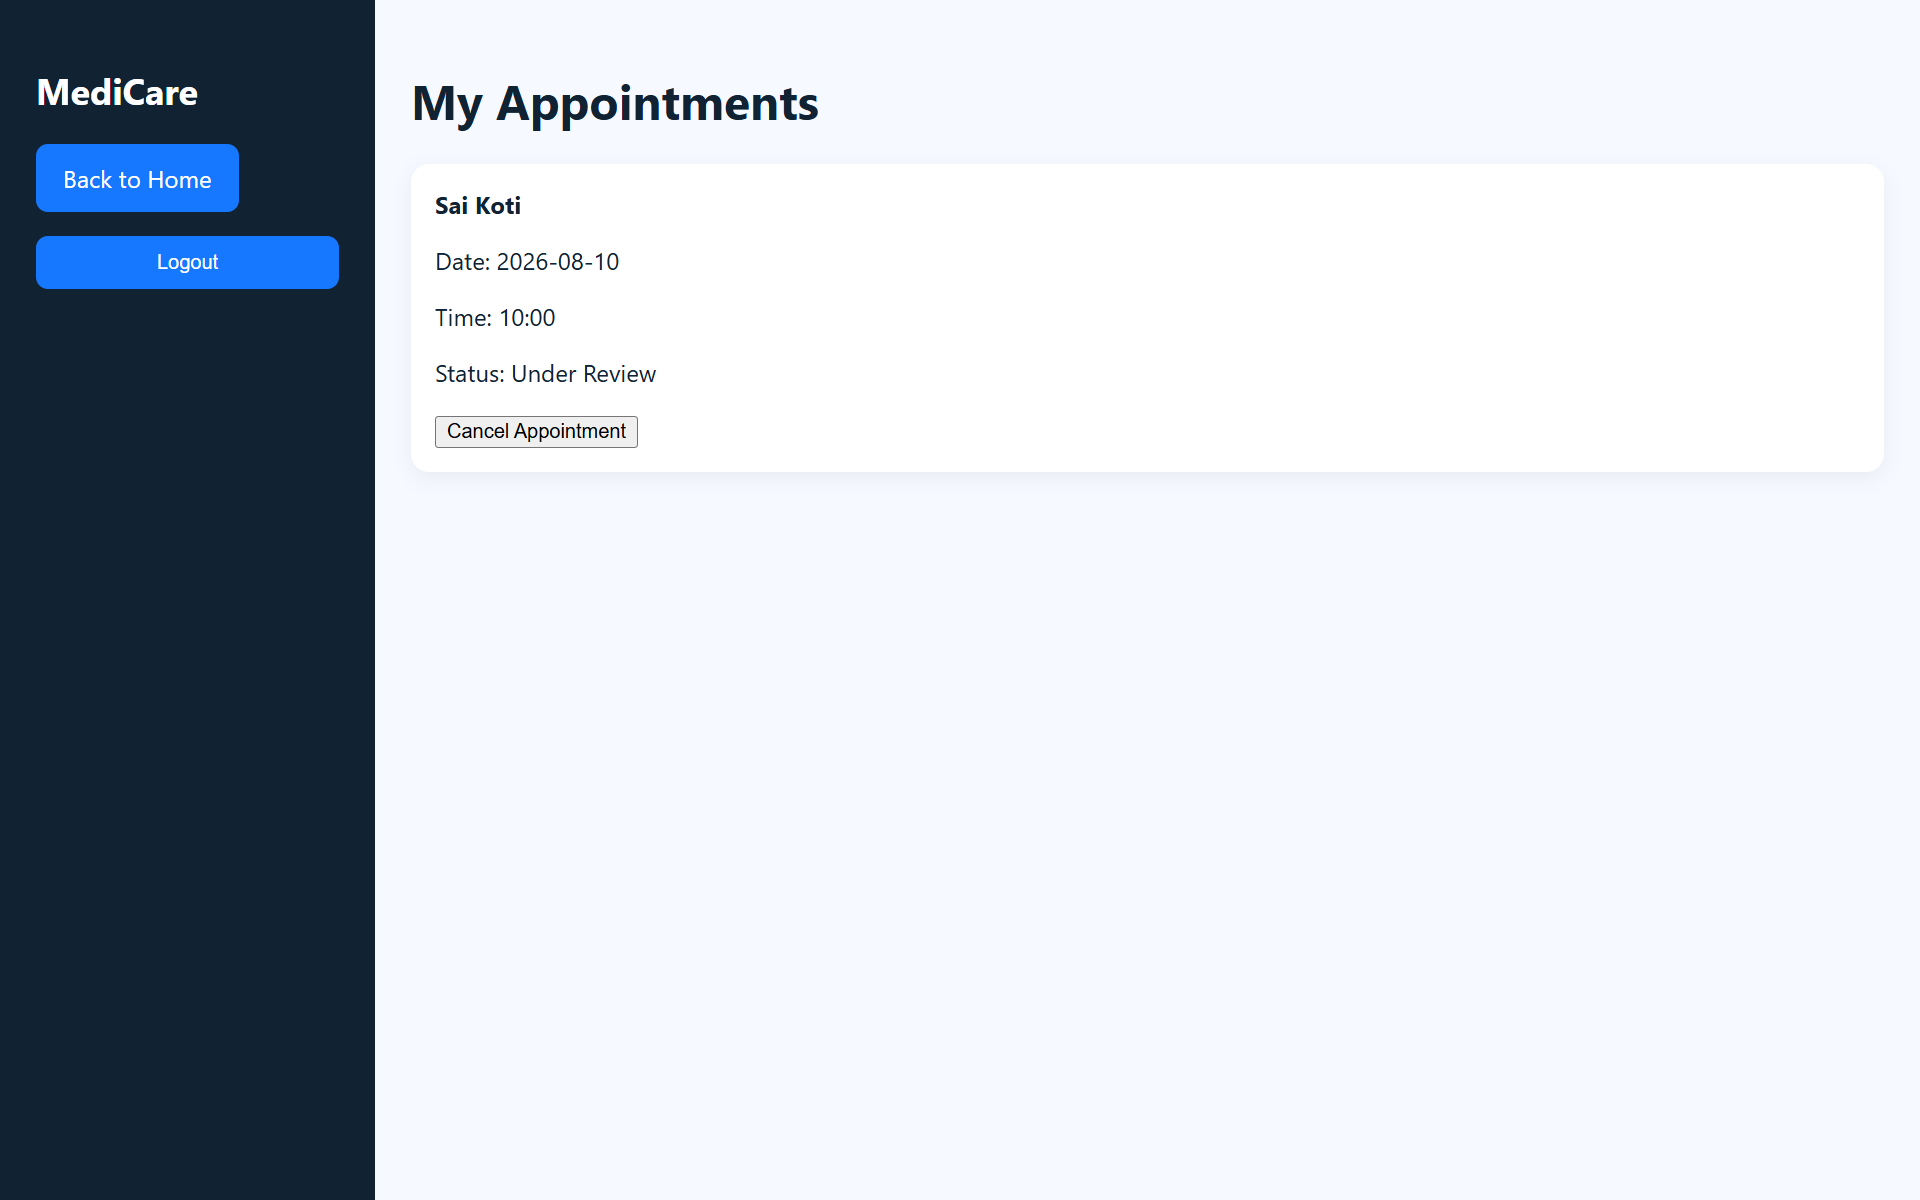 MediCare
Back to Home
Logout
My Appointments
Sai Koti
Date: 2026-08-10
Time: 10:00
Status: Under Review
Cancel Appointment